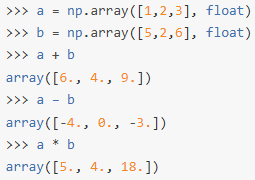 >>> a = np.array([1,2,3], float)
>>> b = np.array([5,2,6], float)
>>> a + b
array([6., 4., 9.])
>>> a – b
array([-4., 0., -3.])
>>> a * b
array([5., 4., 18.])